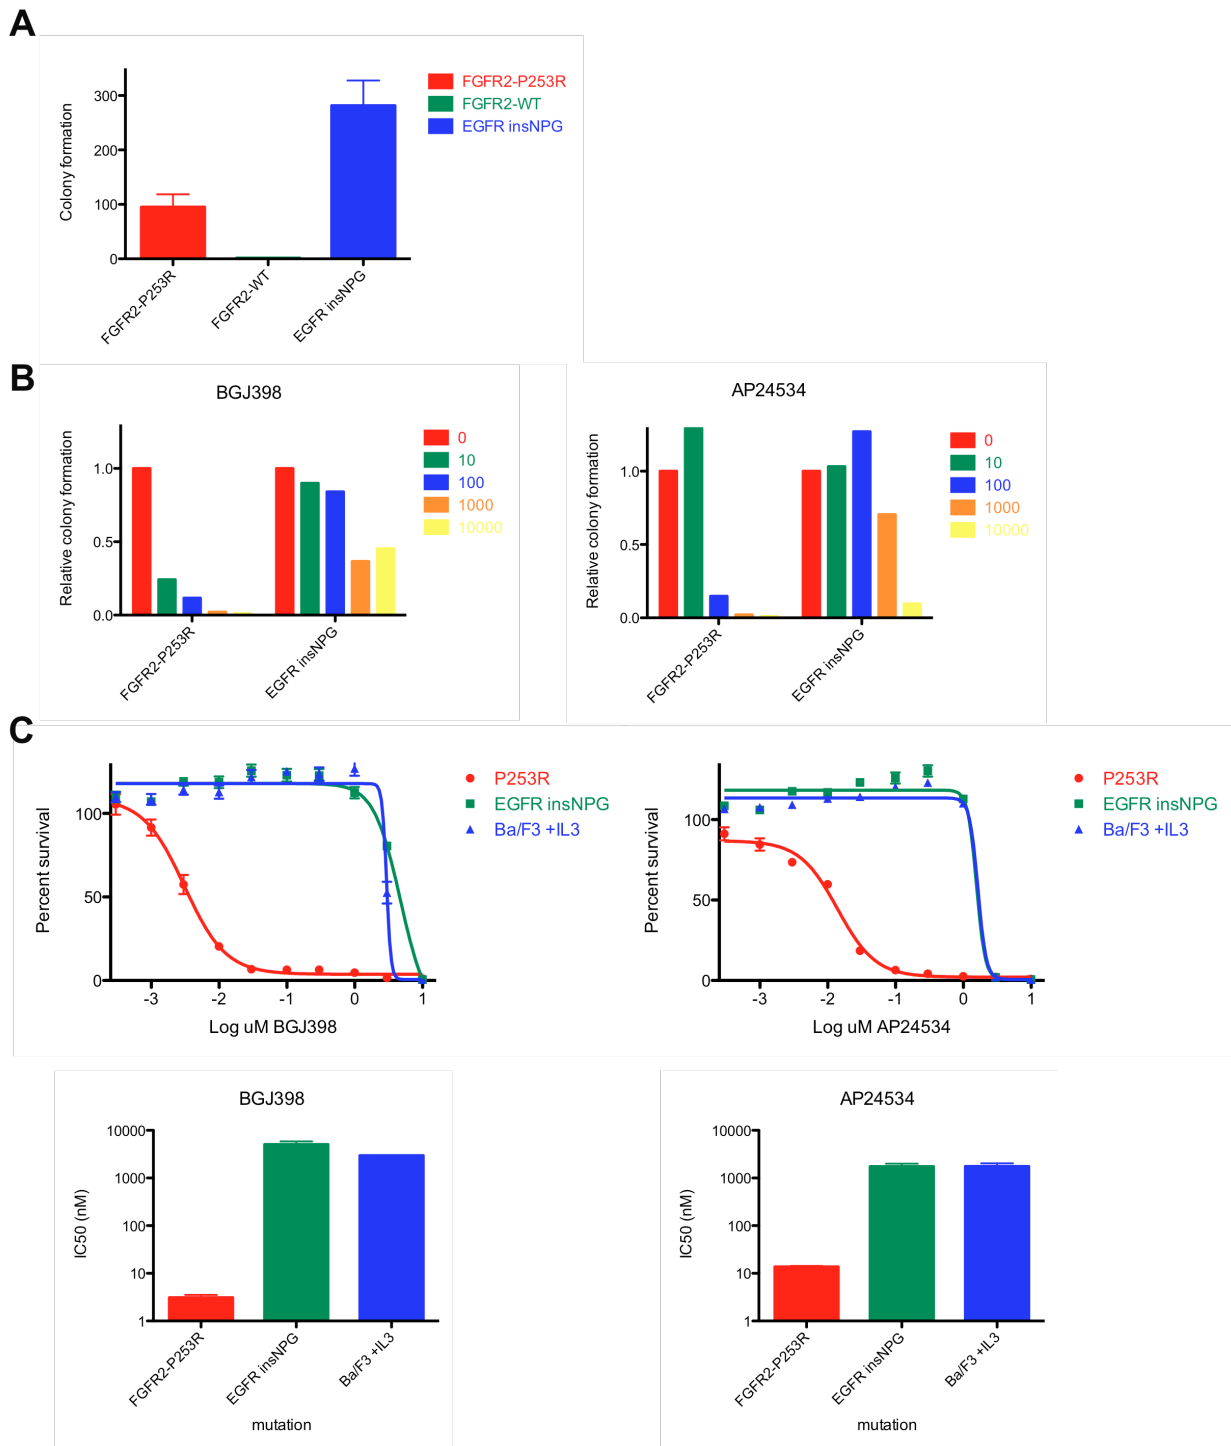 A
Colony formation
300
200
100
0
FGFR2-P253R
FGFR2-WT
EGFR insNPG
FGFR2-P253R
FGFR2-WT
EGFR insNPG
B
BGJ398
Relative colony formation
1.0
0.5
0.0
FGFR2-P253R
EGFR insNPG
0
10
100
1000
10000
AP24534
Relative colony formation
1.0
0.5
0.0
FGFR2-P253R
EGFR insNPG
0
10
100
1000
10000
C
Percent survival
100
50
0
-3
-2
-1
0
1
Log uM BGJ398
P253R
EGFR insNPG
Ba/F3 +IL3
Percent survival
100
50
0
-3
-2
-1
0
1
Log uM AP24534
P253R
EGFR insNPG
Ba/F3 +IL3
BGJ398
IC50 (nM)
10000
1000
100
10
1
FGFR2-P253R
EGFR insNPG
Ba/F3 +IL3
mutation
AP24534
IC50 (nM)
10000
1000
100
10
1
FGFR2-P253R
EGFR insNPG
Ba/F3 +IL3
mutation